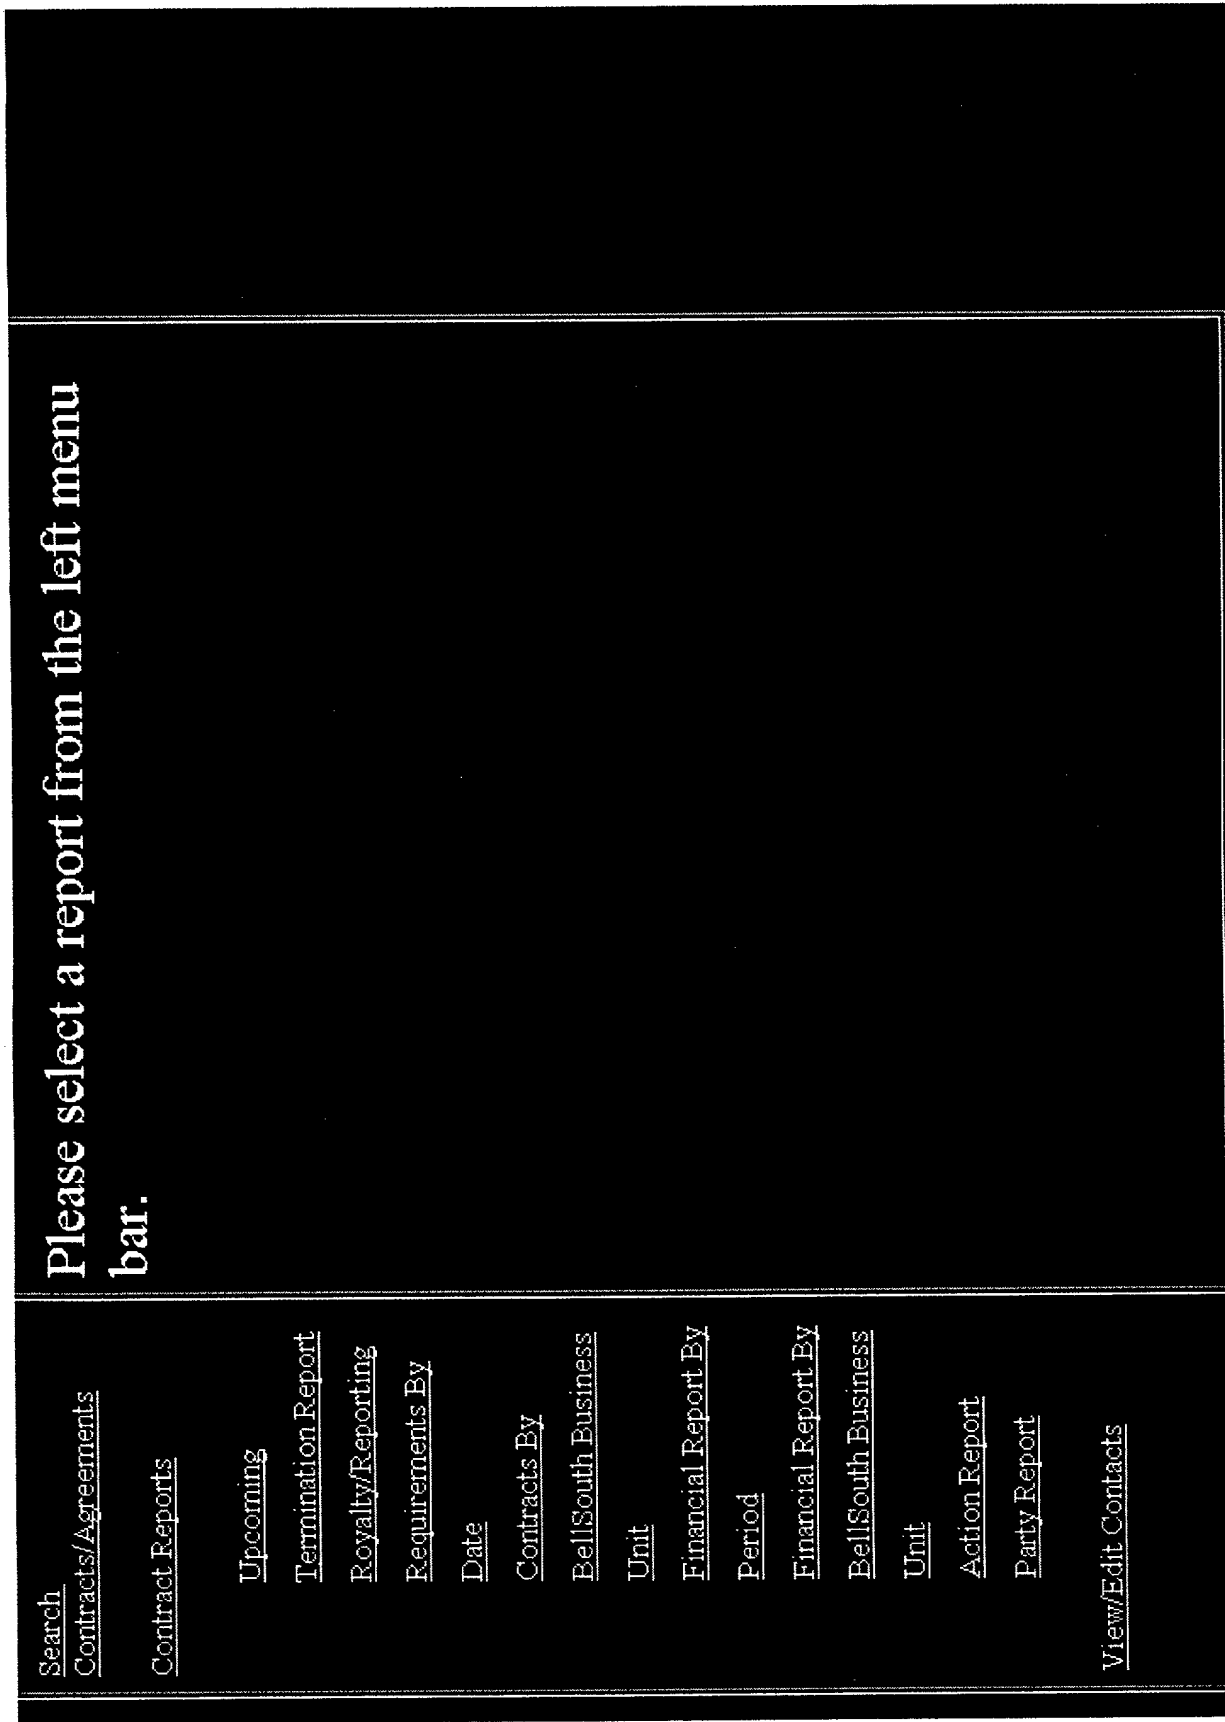 Search
Contracts/Agreements
Contract Reports
Upcoming
Termination Report
Royalty/Reporting
Requirements By
Date
Contracts By
BellSouth Business
Unit
Financial Report By
Period
Financial Report By
BellSouth Business
Unit
Action Report
Party Report
View/Edit Contacts
Please select a report from the left menu
bar.